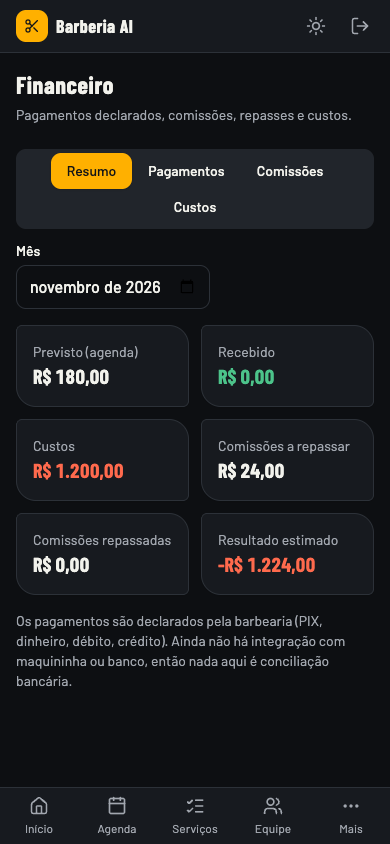 Barberia AI
Financeiro
Pagamentos declarados, comissões, repasses e custos.
Resumo
Pagamentos
Comissões
Custos
Mês
novembro de 2026
Previsto (agenda)
R$ 180,00
Recebido
R$ 0,00
Custos
R$ 1.200,00
Comissões a repassar
R$ 24,00
Comissões repassadas
R$ 0,00
Resultado estimado
-R$ 1.224,00
Os pagamentos são declarados pela barbearia (PIX,
dinheiro, débito, crédito). Ainda não há integração com
maquininha ou banco, então nada aqui é conciliação
bancária.
Início
Agenda
Serviços
Equipe
Mais